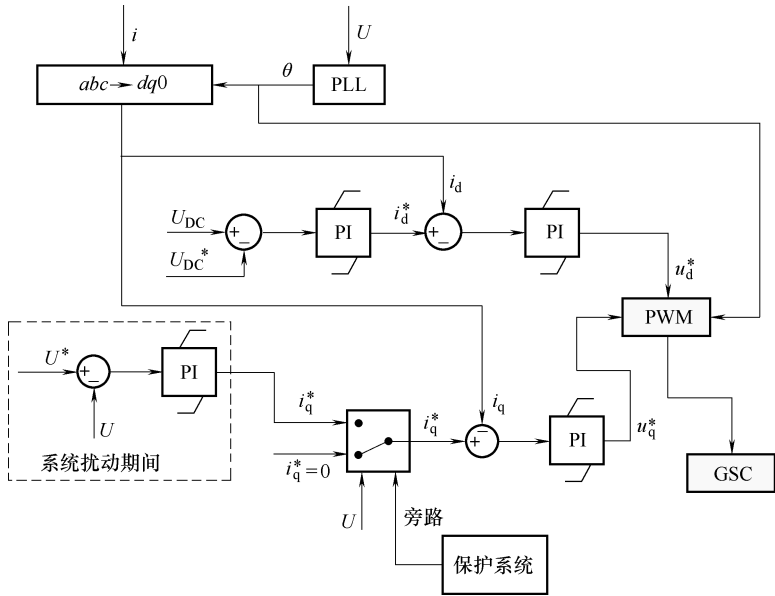 i
U
abc→dq0
θ
PLL
i_d
U_DC
+
−
U_DC*
PI
i_d*
+
−
PI
u_d*
PWM
U*
+
−
PI
U
系统扰动期间
i_q*
i_q*=0
i_q*
i_q
+
−
PI
u_q*
GSC
U
旁路
保护系统